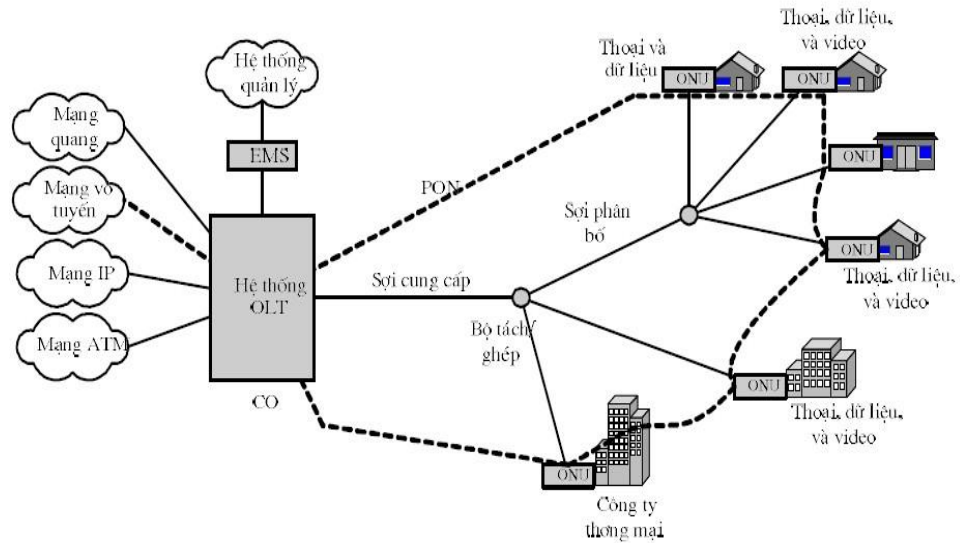 Thoại, dữ liệu,
và video
Thoại và
dữ liệu
ONU
ONU
Hệ thống
quản lý
Mạng
quang
EMS
ONU
Mạng vô
tuyến
PON
Sợi phân
bố
ONU
Mạng IP
Hệ thống
OLT
Sợi cung cấp
Thoại, dữ liệu,
và video
Mạng ATM
Bộ tách/
ghép
CO
ONU
Thoại, dữ liệu,
và video
ONU
Công ty
thơng mại